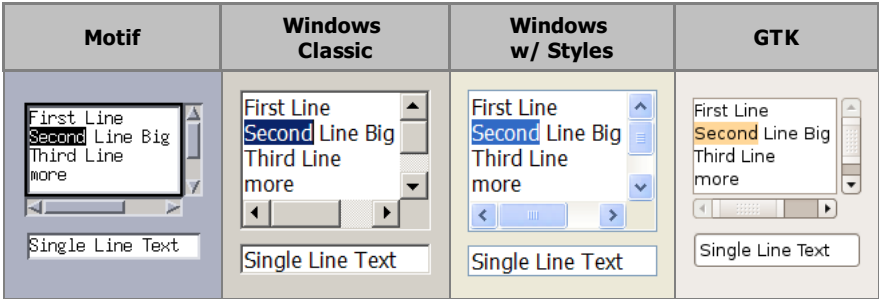 Motif
Windows
Classic
Windows
w/ Styles
GTK
First Line
Second Line Big
Third Line
more
Single Line Text
First Line
Second Line Big
Third Line
more
Single Line Text
First Line
Second Line Big
Third Line
more
Single Line Text
First Line
Second Line Big
Third Line
more
Single Line Text